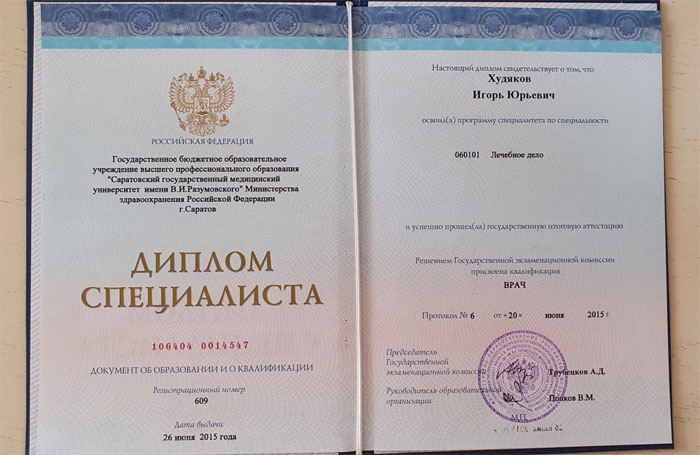 РОССИЙСКАЯ ФЕДЕРАЦИЯ
Государственное бюджетное образовательное
учреждение высшего профессионального образования
"Саратовский государственный медицинский
университет имени В.И.Разумовского" Министерства
здравоохранения Российской Федерации
г.Саратов
ДИПЛОМ
СПЕЦИАЛИСТА
106404 0014547
ДОКУМЕНТ ОБ ОБРАЗОВАНИИ И О КВАЛИФИКАЦИИ
Регистрационный номер
609
Дата выдачи
26 июня 2015 года
Настоящий диплом свидетельствует о том, что
Худяков
Игорь Юрьевич
освоил(а) программу специалитета по специальности
060101 Лечебное дело
и успешно прошел(ла) государственную итоговую аттестацию
Решением Государственной экзаменационной комиссии
присвоена квалификация
ВРАЧ
Протокол № 6 от «20» июня 2015 г.
Председатель
Государственной
экзаменационной комиссии Трубецков А.Д.
Руководитель образовательной
организации Попков В.М.
М.П.